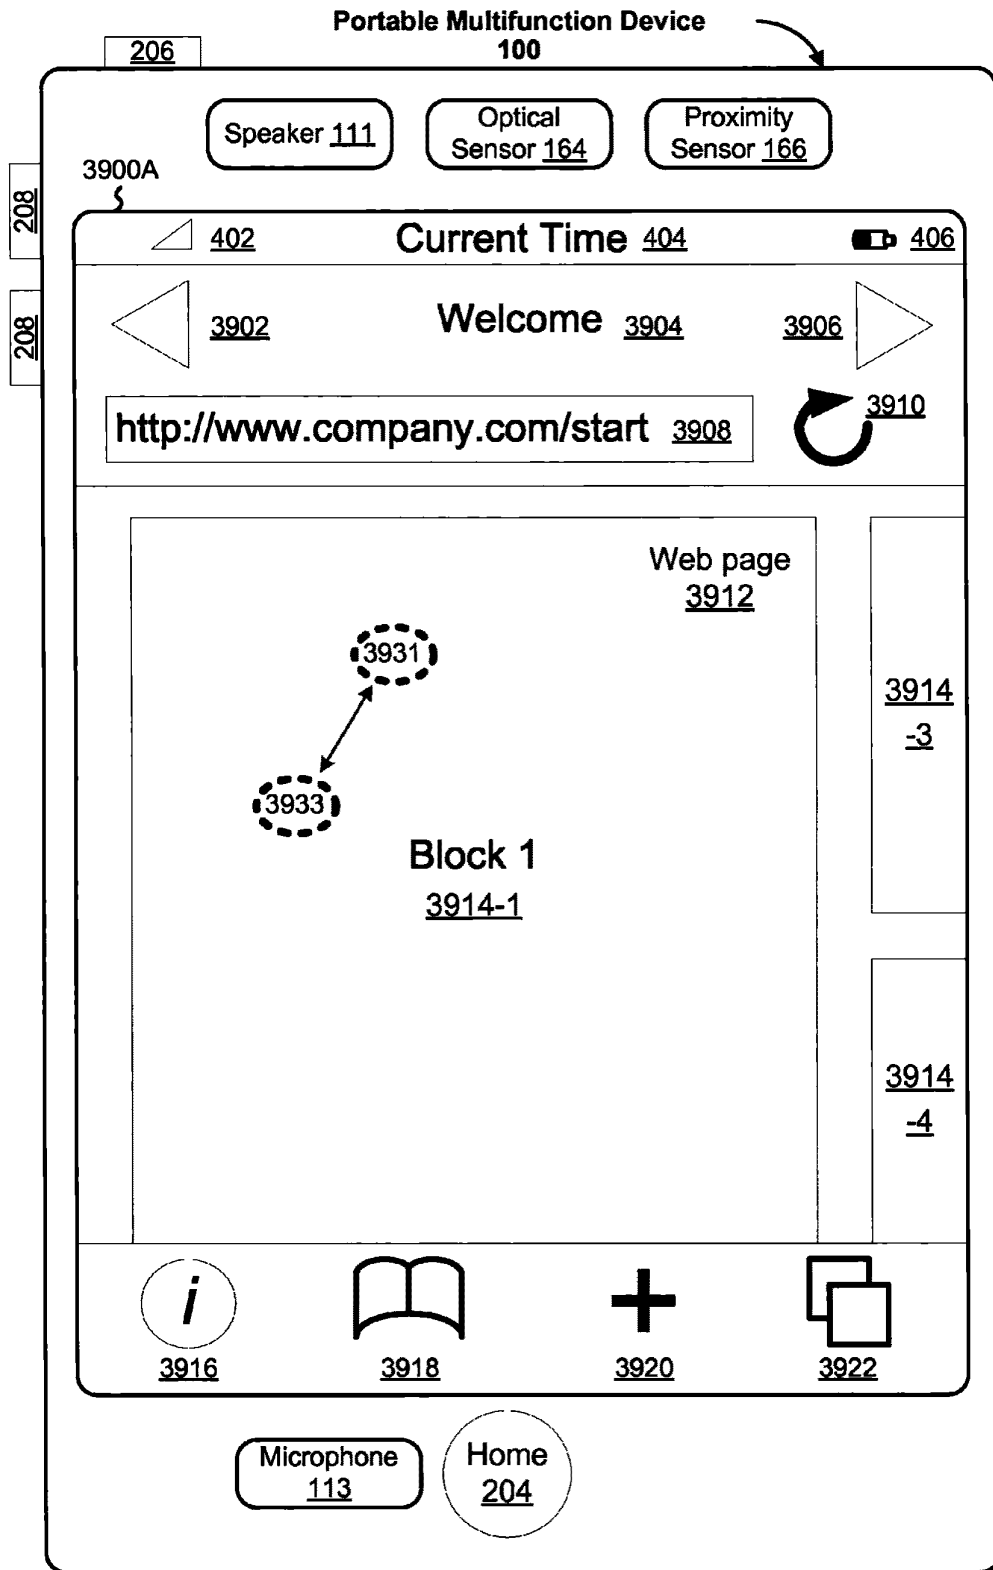 Portable Multifunction Device
100
206
Speaker 111
Optical
Sensor 164
Proximity
Sensor 166
3900A
208
208
402
Current Time 404
406
3902
Welcome 3904
3906
http://www.company.com/start 3908
3910
Web page
3912
3931
3933
Block 1
3914-1
3914
-3
3914
-4
i
3916
3918
3920
3922
Microphone
113
Home
204